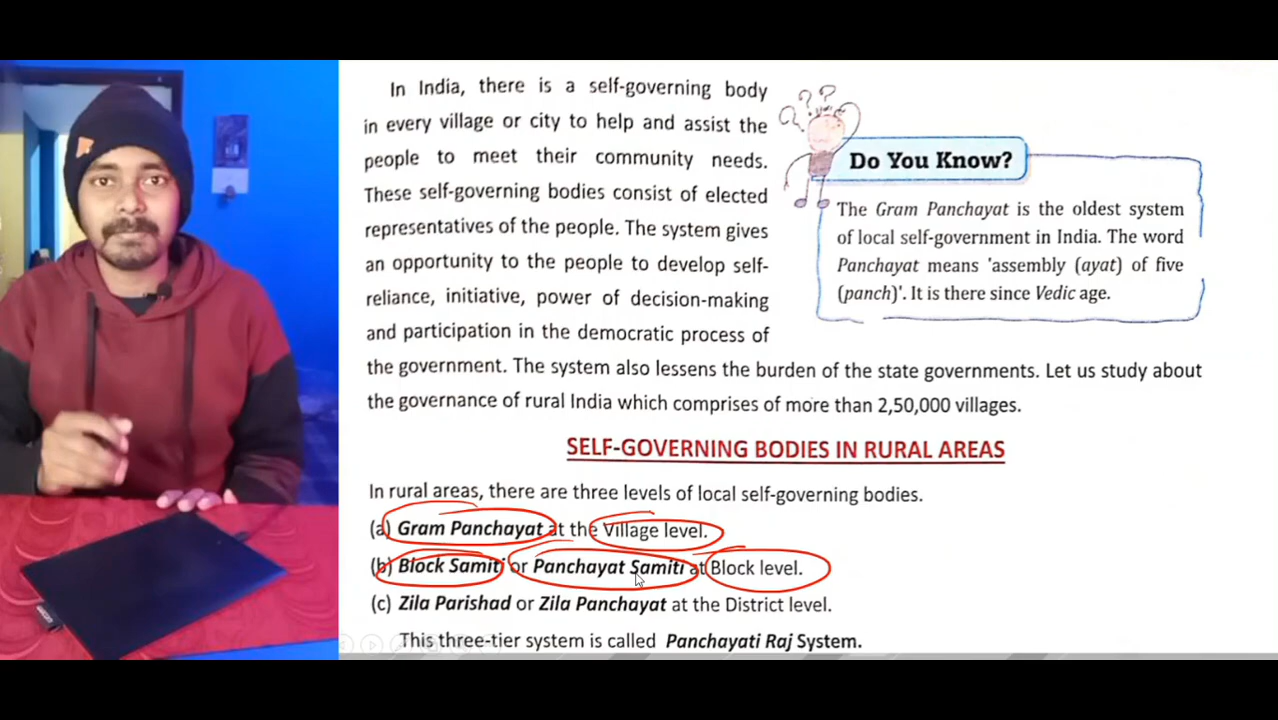 In India, there is a self-governing body
in every village or city to help and assist the
people to meet their community needs.
These self-governing bodies consist of elected
representatives of the people. The system gives
an opportunity to the people to develop self-
reliance, initiative, power of decision-making
and participation in the democratic process of
the government. The system also lessens the burden of the state governments. Let us study about
the governance of rural India which comprises of more than 2,50,000 villages.
Do You Know?
The Gram Panchayat is the oldest system
of local self-government in India. The word
Panchayat means 'assembly (ayat) of five
(panch)'. It is there since Vedic age.
SELF-GOVERNING BODIES IN RURAL AREAS
In rural areas, there are three levels of local self-governing bodies.
(a) Gram Panchayat at the Village level.
(b) Block Samiti or Panchayat Samiti at Block level.
(c) Zila Parishad or Zila Panchayat at the District level.
This three-tier system is called Panchayati Raj System.